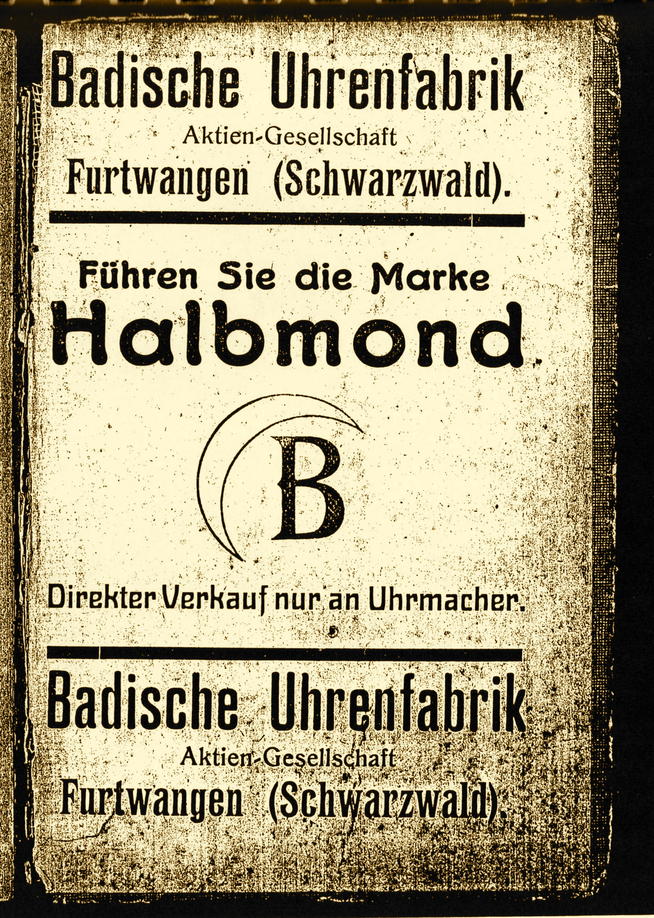 Badische Uhrenfabrik
Aktien-Gesellschaft
Furtwangen (Schwarzwald).
Führen Sie die Marke
Halbmond.
B
Direkter Verkauf nur an Uhrmacher.
Badische Uhrenfabrik
Aktien-Gesellschaft
Furtwangen (Schwarzwald).